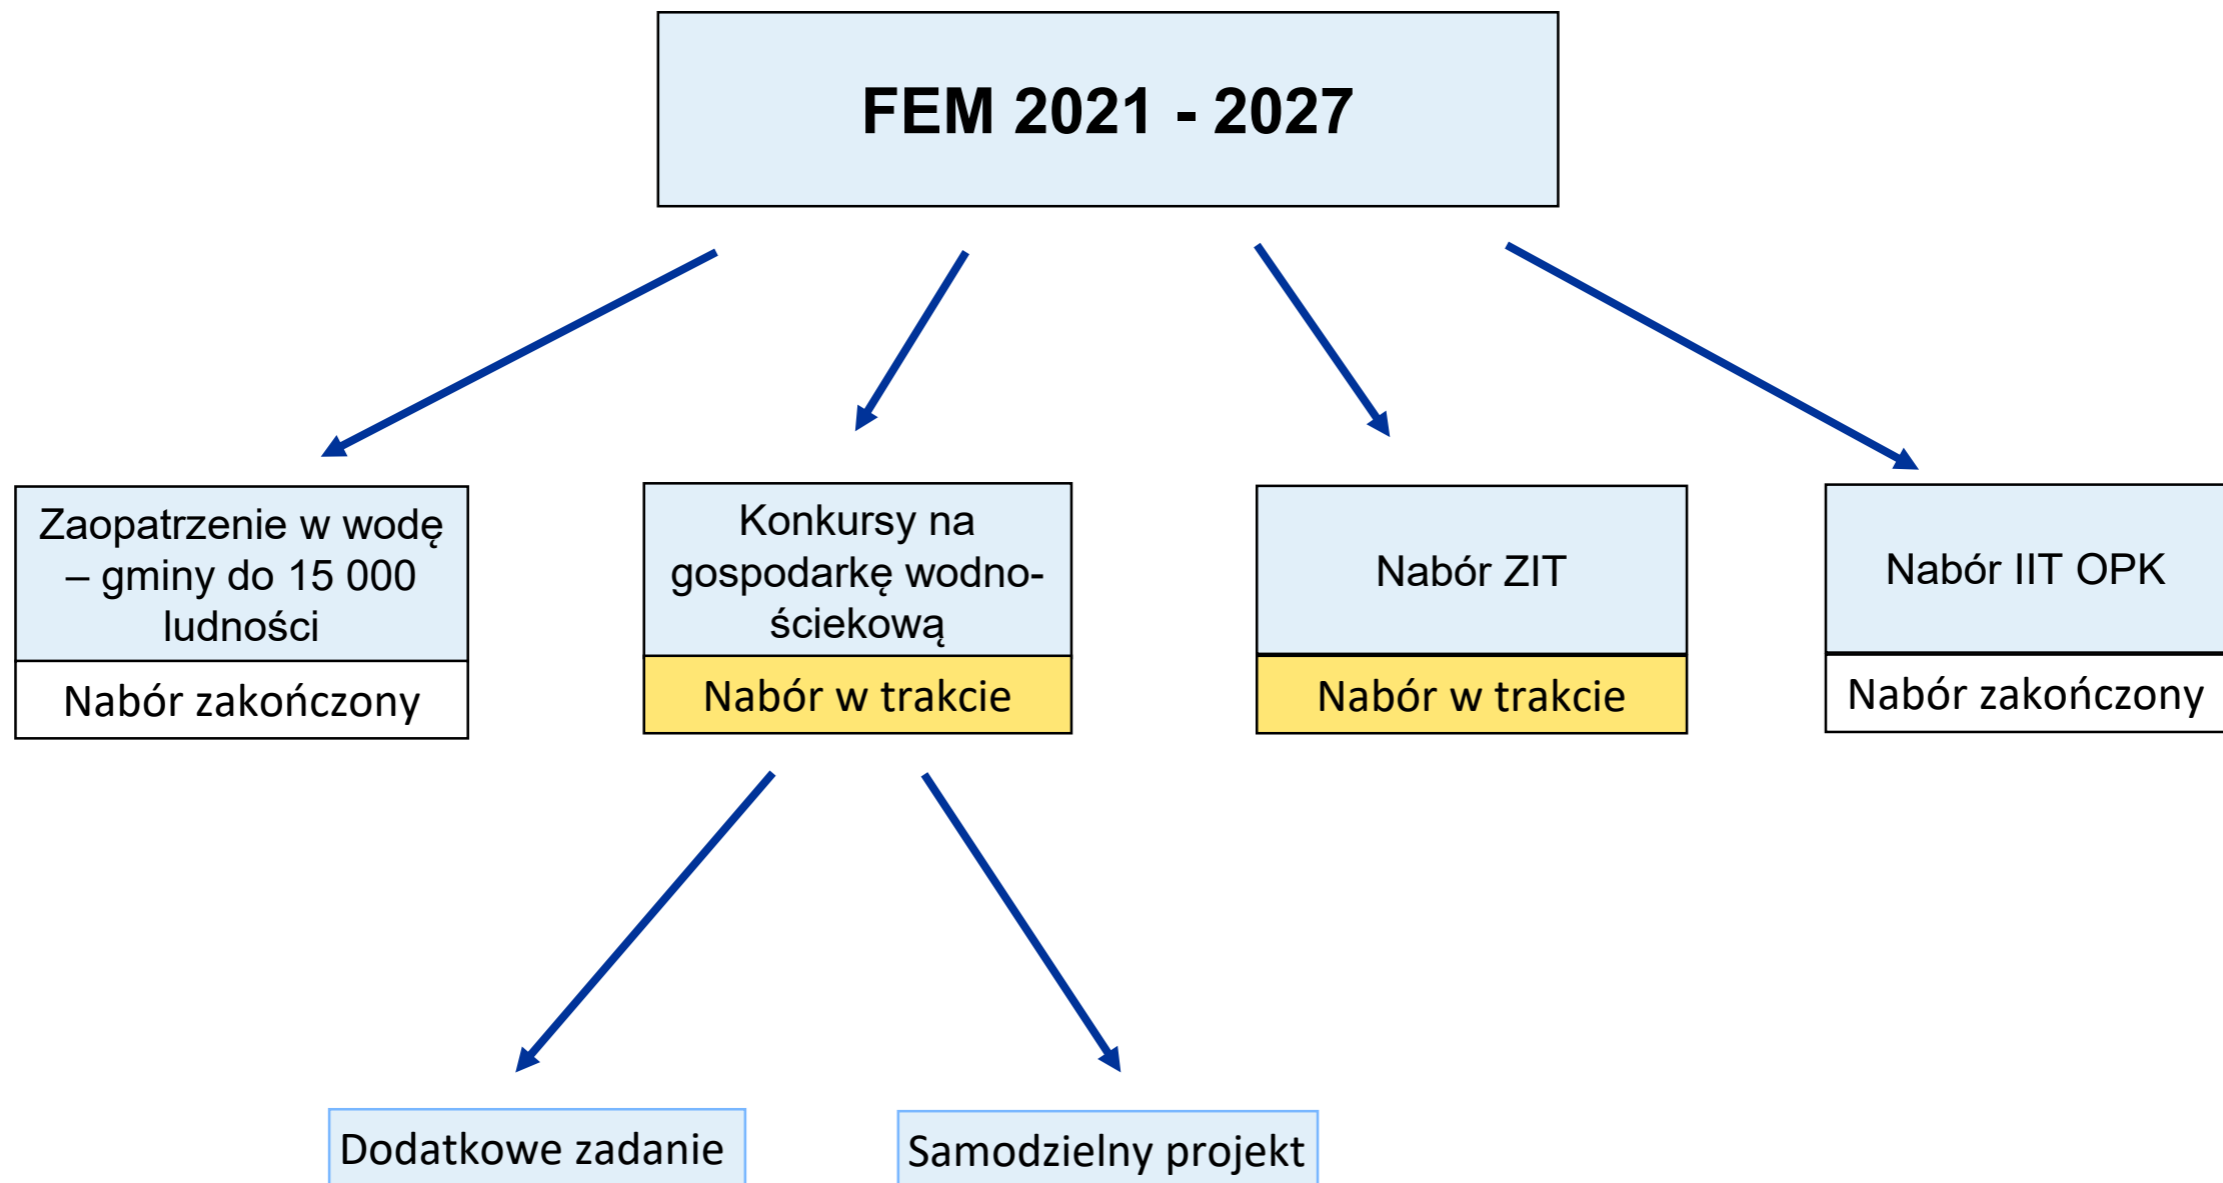 FEM 2021 - 2027
Zaopatrzenie w wodę
– gminy do 15 000
ludności
Nabór zakończony
Konkursy na
gospodarkę wodno-
ściekową
Nabór w trakcie
Nabór ZIT
Nabór w trakcie
Nabór IIT OPK
Nabór zakończony
Dodatkowe zadanie
Samodzielny projekt